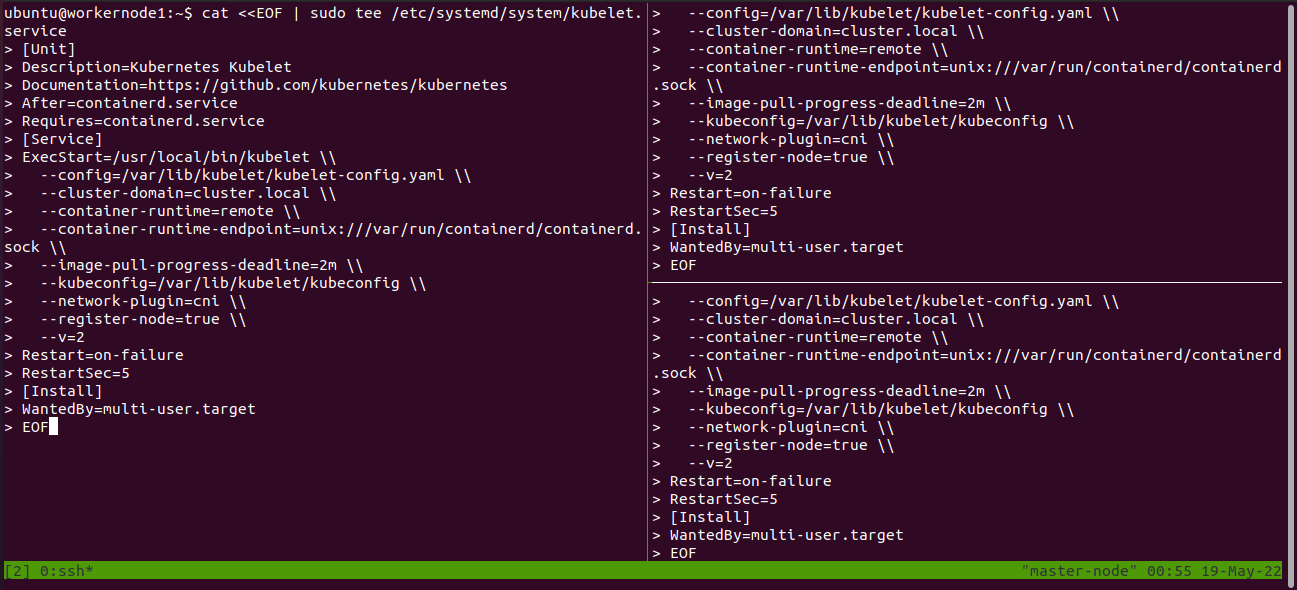 ubuntu@workernode1:~$ cat <<EOF | sudo tee /etc/systemd/system/kubelet.
service
> [Unit]
> Description=Kubernetes Kubelet
> Documentation=https://github.com/kubernetes/kubernetes
> After=containerd.service
> Requires=containerd.service
> [Service]
> ExecStart=/usr/local/bin/kubelet \\
>   --config=/var/lib/kubelet/kubelet-config.yaml \\
>   --cluster-domain=cluster.local \\
>   --container-runtime=remote \\
>   --container-runtime-endpoint=unix:///var/run/containerd/containerd.
sock \\
>   --image-pull-progress-deadline=2m \\
>   --kubeconfig=/var/lib/kubelet/kubeconfig \\
>   --network-plugin=cni \\
>   --register-node=true \\
>   --v=2
> Restart=on-failure
> RestartSec=5
> [Install]
> WantedBy=multi-user.target
> EOF
>   --config=/var/lib/kubelet/kubelet-config.yaml \\
>   --cluster-domain=cluster.local \\
>   --container-runtime=remote \\
>   --container-runtime-endpoint=unix:///var/run/containerd/containerd
.sock \\
>   --image-pull-progress-deadline=2m \\
>   --kubeconfig=/var/lib/kubelet/kubeconfig \\
>   --network-plugin=cni \\
>   --register-node=true \\
>   --v=2
> Restart=on-failure
> RestartSec=5
> [Install]
> WantedBy=multi-user.target
> EOF
>   --config=/var/lib/kubelet/kubelet-config.yaml \\
>   --cluster-domain=cluster.local \\
>   --container-runtime=remote \\
>   --container-runtime-endpoint=unix:///var/run/containerd/containerd
.sock \\
>   --image-pull-progress-deadline=2m \\
>   --kubeconfig=/var/lib/kubelet/kubeconfig \\
>   --network-plugin=cni \\
>   --register-node=true \\
>   --v=2
> Restart=on-failure
> RestartSec=5
> [Install]
> WantedBy=multi-user.target
> EOF
[2] 0:ssh* "master-node" 00:55 19-May-22